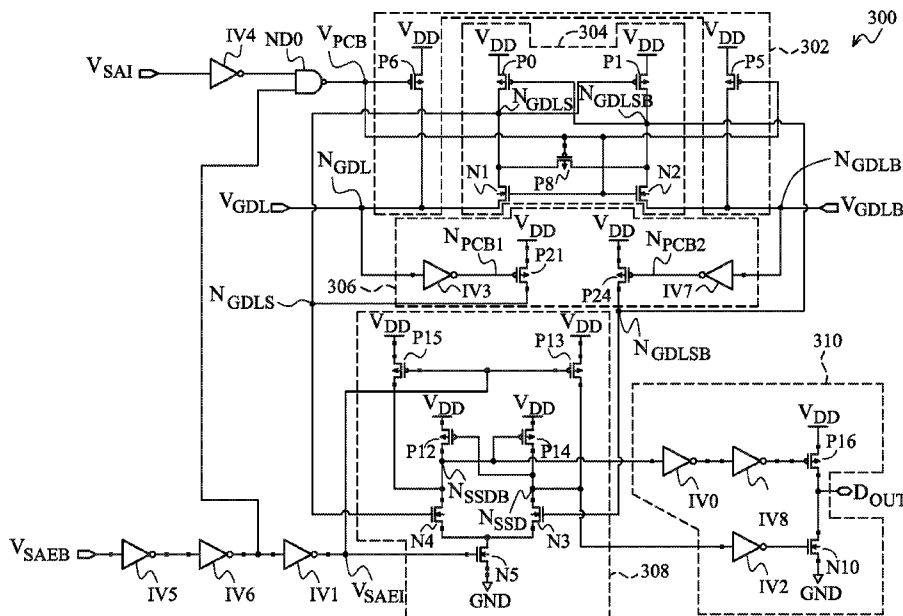 300
IV4
ND0
V_PCB
V_DD
V_DD
304
V_DD
V_DD
302
V_SAI
P6
P0
P1
P5
N_GDLS
N_GDLSB
N_GDL
N1
P8
N2
N_GDLB
V_GDL
V_GDLB
V_DD
V_DD
N_PCB1
N_PCB2
P21
P24
306
IV3
IV7
N_GDLS
N_GDLSB
V_DD
V_DD
P15
P13
310
V_DD
V_DD
V_DD
P12
P14
P16
N_SSDB
IV0
D_OUT
N_SSD
IV8
N4
N3
V_SAEB
N5
IV2
N10
IV5
IV6
IV1
V_SAEI
GND
308
GND